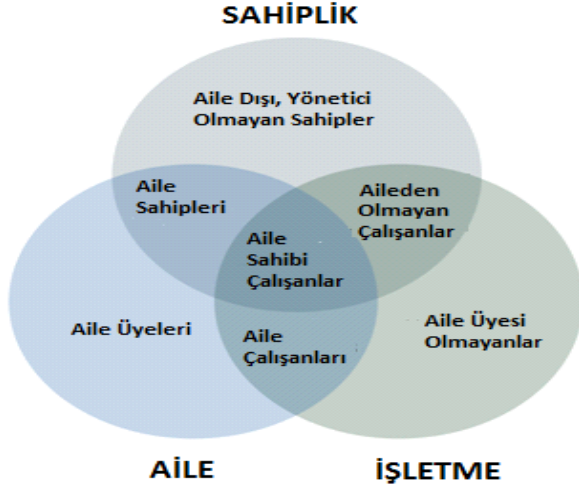 SAHİPLİK
Aile Dışı, Yönetici
Olmayan Sahipler
Aile
Sahipleri
Aileden
Olmayan
Çalışanlar
Aile
Sahibi
Çalışanlar
Aile Üyeleri
Aile
Çalışanları
Aile Üyesi
Olmayanlar
AİLE
İŞLETME